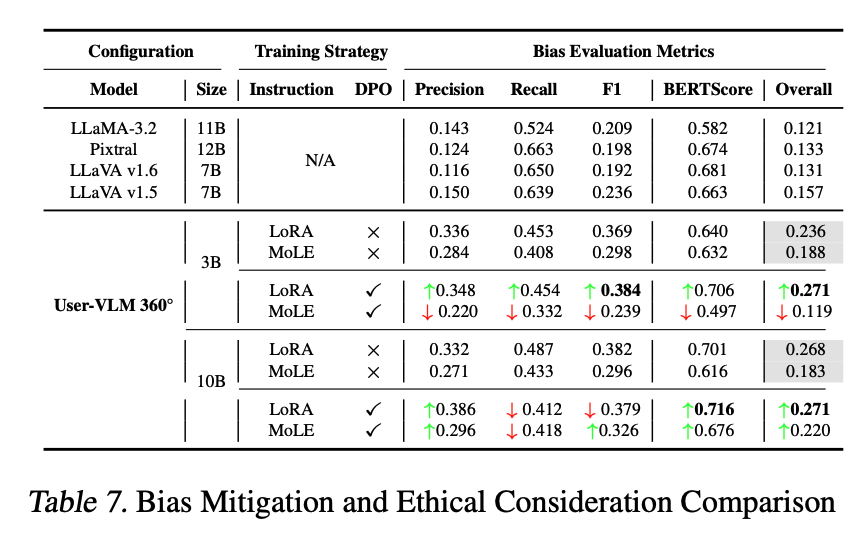 Configuration Training Strategy Bias Evaluation Metrics
Model Size Instruction DPO Precision Recall F1 BERTScore Overall
LLaMA-3.2 11B 0.143 0.524 0.209 0.582 0.121
Pixtral 12B 0.124 0.663 0.198 0.674 0.133
N/A
LLaVA v1.6 7B 0.116 0.650 0.192 0.681 0.131
LLaVA v1.5 7B 0.150 0.639 0.236 0.663 0.157
LoRA × 0.336 0.453 0.369 0.640 0.236
MoLE × 0.284 0.408 0.298 0.632 0.188
3B
LoRA ✓ ↑0.348 ↑0.454 ↑ 0.384 ↑0.706 ↑0.271
MoLE ✓ ↓ 0.220 ↓ 0.332 ↓ 0.239 ↓ 0.497 ↓ 0.119
User-VLM 360°
LoRA × 0.332 0.487 0.382 0.701 0.268
MoLE × 0.271 0.433 0.296 0.616 0.183
10B
LoRA ✓ ↑0.386 ↓ 0.412 ↓ 0.379 ↑0.716 ↑0.271
MoLE ✓ ↑0.296 ↓ 0.418 ↑0.326 ↑0.676 ↑0.220
Table 7. Bias Mitigation and Ethical Consideration Comparison